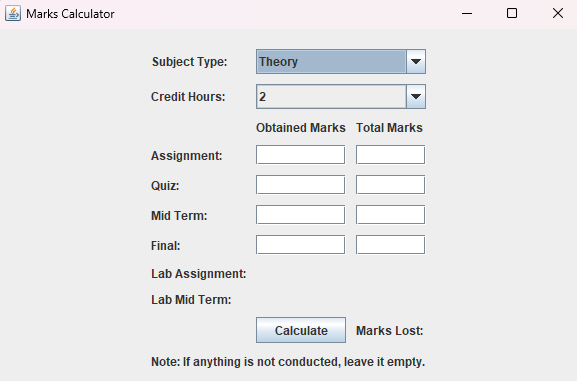 Marks Calculator
Subject Type: Theory
Credit Hours: 2
Obtained Marks Total Marks
Assignment:
Quiz:
Mid Term:
Final:
Lab Assignment:
Lab Mid Term:
Calculate Marks Lost:
Note: If anything is not conducted, leave it empty.